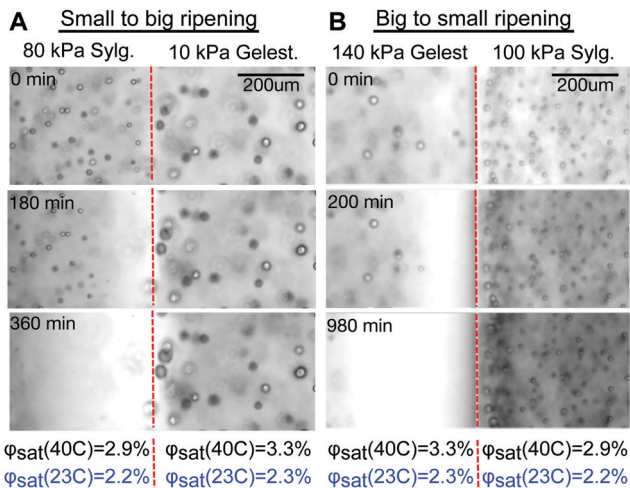 A Small to big ripening
80 kPa Sylg. 10 kPa Gelest.
0 min
200um
180 min
360 min
φsat(40C)=2.9% φsat(40C)=3.3%
φsat(23C)=2.2% φsat(23C)=2.3%
B Big to small ripening
140 kPa Gelest 100 kPa Sylg.
0 min
200um
200 min
980 min
φsat(40C)=3.3% φsat(40C)=2.9%
φsat(23C)=2.3% φsat(23C)=2.2%